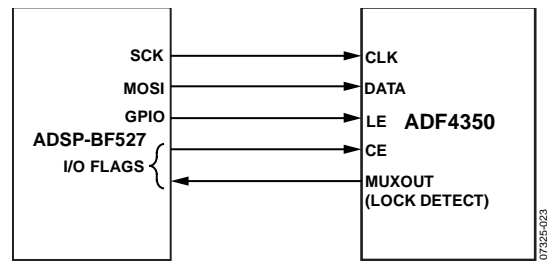 SCK
MOSI
GPIO
ADSP-BF527
I/O FLAGS
CLK
DATA
LE
ADF4350
CE
MUXOUT
(LOCK DETECT)
07325-023